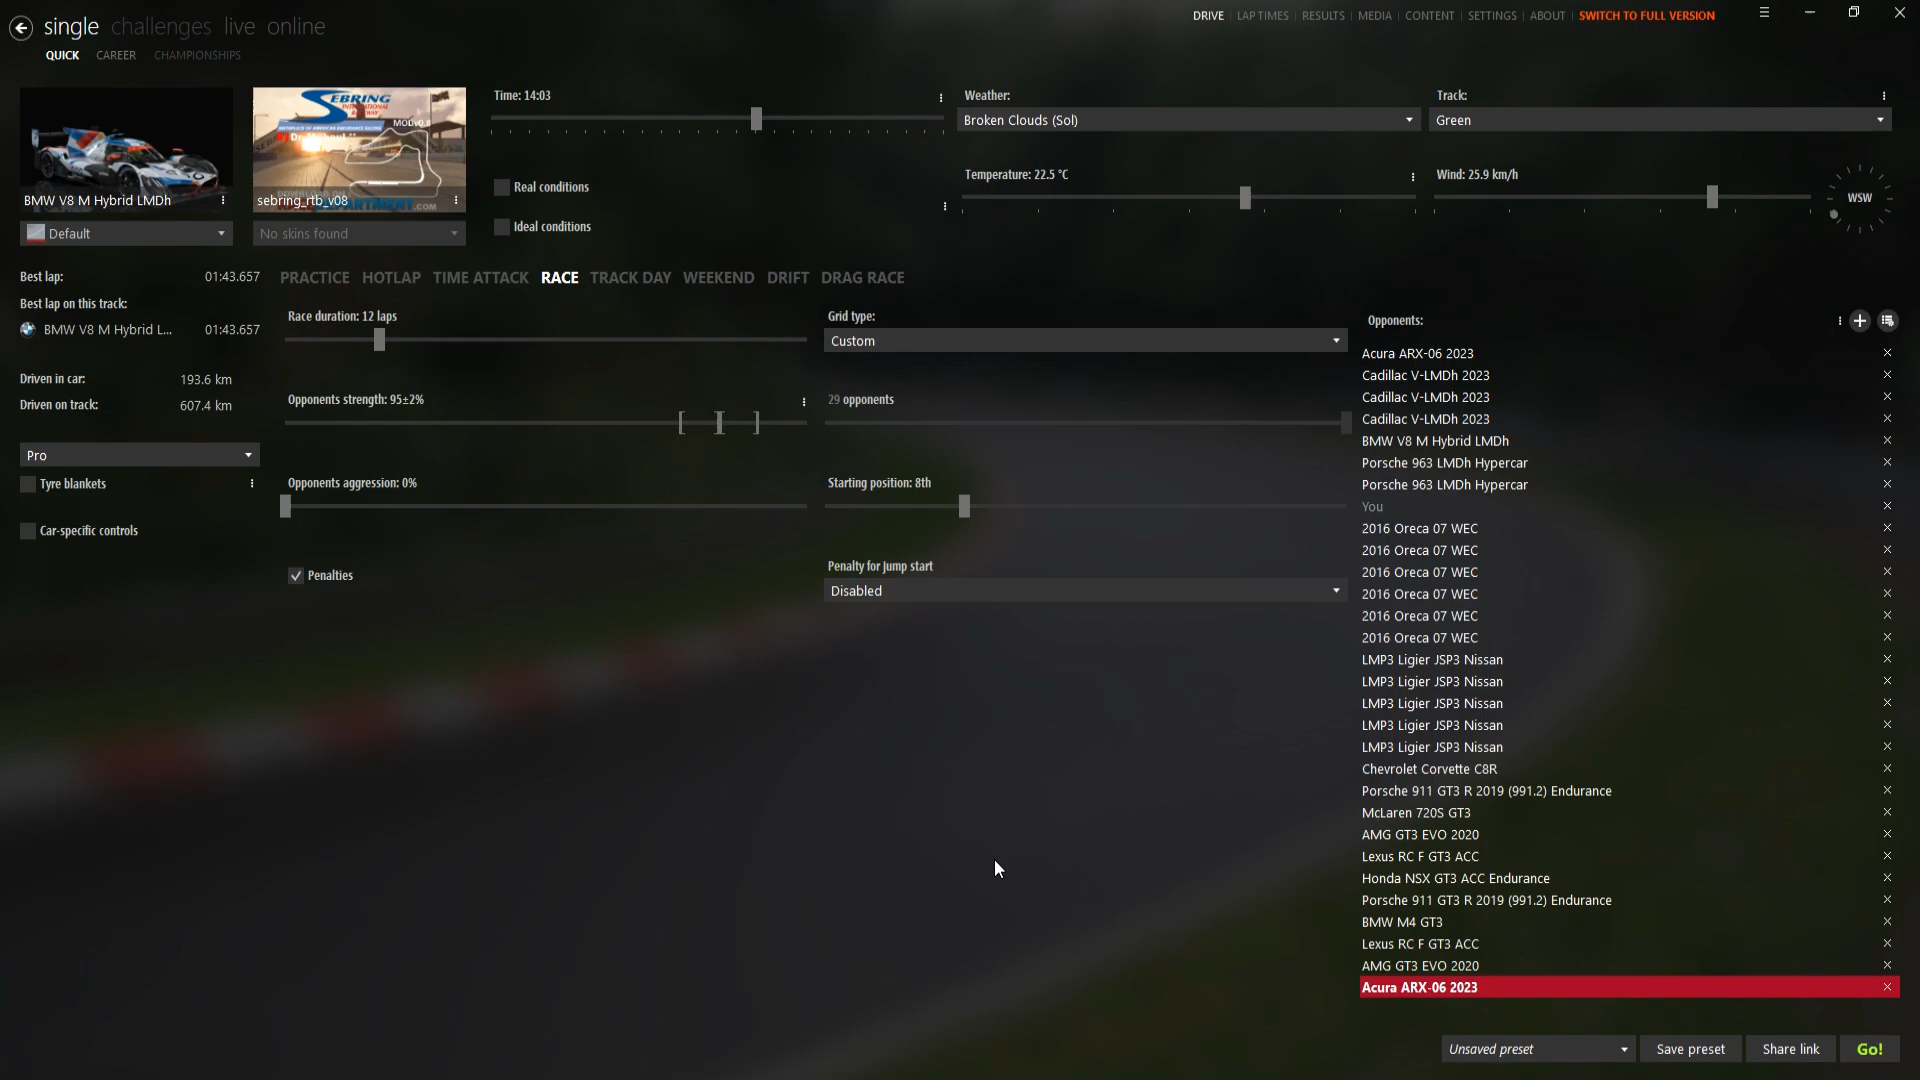 single challenges live online
DRIVE | LAP TIMES | RESULTS | MEDIA | CONTENT | SETTINGS | ABOUT | SWITCH TO FULL VERSION
QUICK CAREER CHAMPIONSHIPS
SEBRING
INTERNATIONAL
MODv0.8
BMW V8 M Hybrid LMDh
sebring_rtb_v08
.COM
Default
No skins found
Time: 14:03
Real conditions
Ideal conditions
Weather:
Broken Clouds (Sol)
Track:
Green
Temperature: 22.5 °C
Wind: 25.9 km/h
WSW
Best lap: 01:43.657
Best lap on this track:
BMW V8 M Hybrid L... 01:43.657
Driven in car: 193.6 km
Driven on track: 607.4 km
Pro
Tyre blankets
Car-specific controls
PRACTICE HOTLAP TIME ATTACK RACE TRACK DAY WEEKEND DRIFT DRAG RACE
Race duration: 12 laps
Opponents strength: 95±2%
Opponents aggression: 0%
Penalties
Grid type:
Custom
29 opponents
Starting position: 8th
Penalty for jump start
Disabled
Opponents:
Acura ARX-06 2023
Cadillac V-LMDh 2023
Cadillac V-LMDh 2023
Cadillac V-LMDh 2023
BMW V8 M Hybrid LMDh
Porsche 963 LMDh Hypercar
Porsche 963 LMDh Hypercar
You
2016 Oreca 07 WEC
2016 Oreca 07 WEC
2016 Oreca 07 WEC
2016 Oreca 07 WEC
2016 Oreca 07 WEC
2016 Oreca 07 WEC
LMP3 Ligier JSP3 Nissan
LMP3 Ligier JSP3 Nissan
LMP3 Ligier JSP3 Nissan
LMP3 Ligier JSP3 Nissan
LMP3 Ligier JSP3 Nissan
Chevrolet Corvette C8R
Porsche 911 GT3 R 2019 (991.2) Endurance
McLaren 720S GT3
AMG GT3 EVO 2020
Lexus RC F GT3 ACC
Honda NSX GT3 ACC Endurance
Porsche 911 GT3 R 2019 (991.2) Endurance
BMW M4 GT3
Lexus RC F GT3 ACC
AMG GT3 EVO 2020
Acura ARX-06 2023
Unsaved preset
Save preset
Share link
Go!